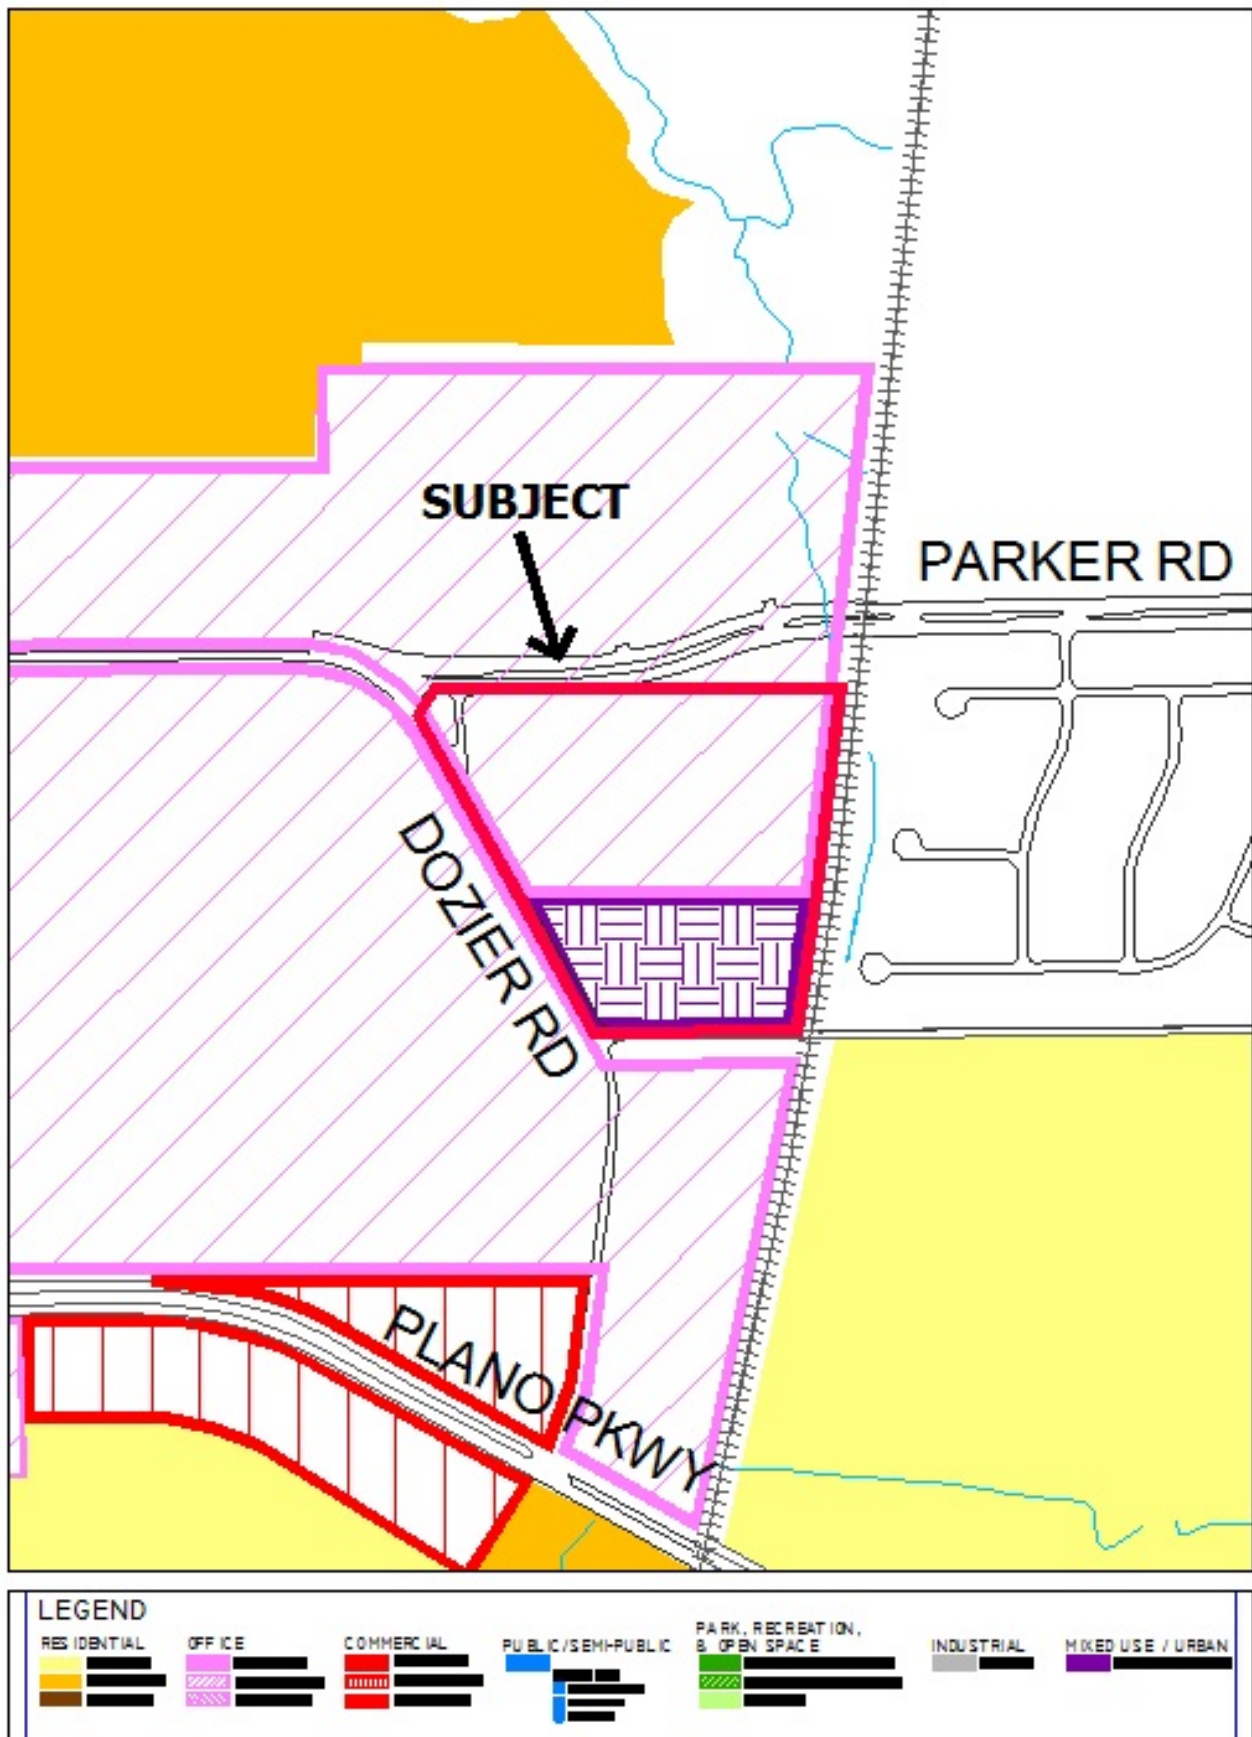 SUBJECT
PARKER RD
DOZIER RD
PLANO PKWY
LEGEND
RESIDENTIAL
OFFICE
COMMERCIAL
PUBLIC/SEMI-PUBLIC
PARK, RECREATION,
& OPEN SPACE
INDUSTRIAL
MIXED USE / URBAN